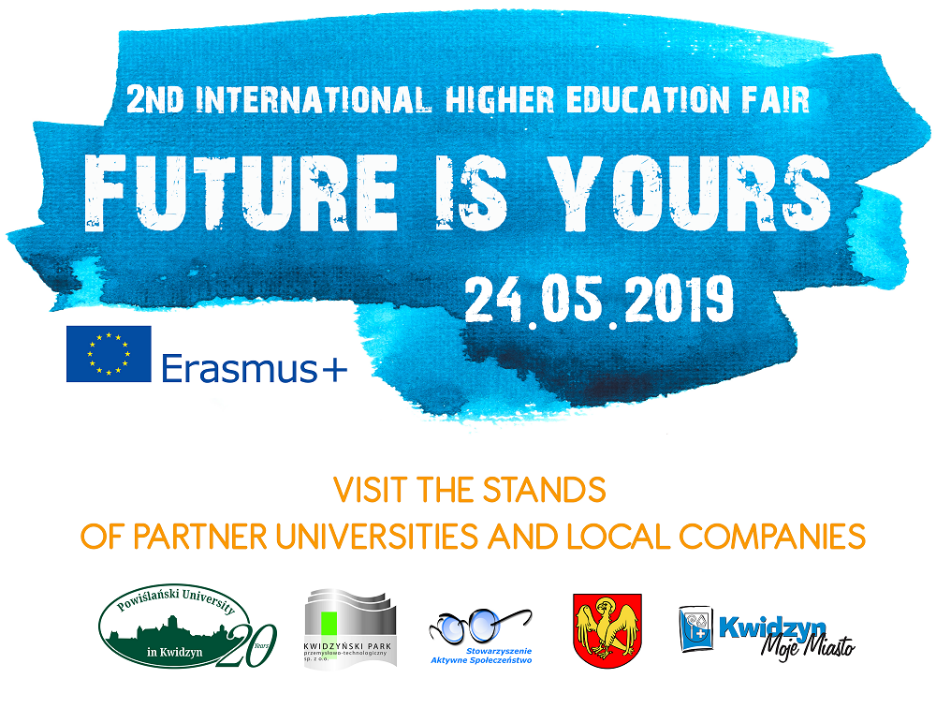 2ND INTERNATIONAL HIGHER EDUCATION FAIR
FUTURE IS YOURS
24.05.2019
Erasmus+
VISIT THE STANDS
OF PARTNER UNIVERSITIES AND LOCAL COMPANIES
Powiślański University
in Kwidzyn
20 Years
KWIDZYŃSKI PARK
przemysłowo-technologiczny
sp. z o.o.
Stowarzyszenie
Aktywne Społeczeństwo
Kwidzyn
Moje Miasto